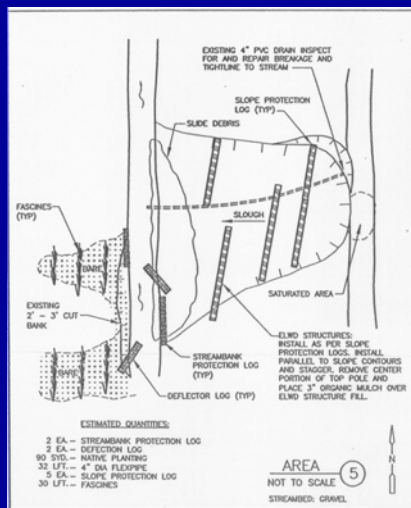 EXISTING 4" PVC DRAIN INSPECT
FOR AND REPAIR BREAKAGE AND
TIGHTLINE TO STREAM
SLOPE PROTECTION
LOG (TYP)
SLIDE DEBRIS
FASCINES
(TYP)
BARE
SLOUGH
EXISTING
2' - 3' CUT
BANK
SATURATED AREA
BARE
STREAMBANK
PROTECTION LOG
(TYP)
DEFLECTOR LOG (TYP)
ELWD STRUCTURES:
INSTALL AS PER SLOPE
PROTECTION LOGS. INSTALL
PARALLEL TO SLOPE CONTOURS
AND STAGGER. REMOVE CENTER
PORTION OF TOP POLE AND
PLACE 3" ORGANIC MULCH OVER
ELWD STRUCTURE FILL.
ESTIMATED QUANTITIES:
2 EA.- STREAMBANK PROTECTION LOG
2 EA.- DEFECTION LOG
90 SYD.- NATIVE PLANTING
32 LFT.- 4" DIA FLEXPIPE
5 EA.- SLOPE PROTECTION LOG
30 LFT.- FASCINES
AREA 5
NOT TO SCALE
STREAMBED: GRAVEL
N